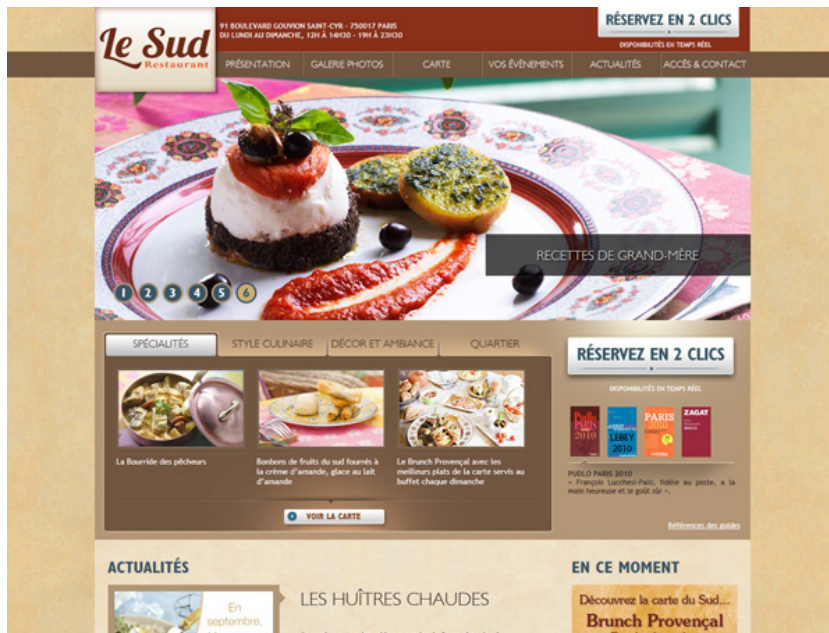 Le Sud
Restaurant
91 BOULEVARD GOUVION SAINT-CYR - 750017 PARIS
DU LUNDI AU DIMANCHE, 12H À 14H30 - 19H À 23H30
RÉSERVEZ EN 2 CLICS
DISPONIBILITÉS EN TEMPS RÉEL
PRÉSENTATION GALERIE PHOTOS CARTE VOS ÉVÈNEMENTS ACTUALITÉS ACCÈS & CONTACT
RECETTES DE GRAND-MÈRE
1 2 3 4 5 6
SPÉCIALITÉS STYLE CULINAIRE DÉCOR ET AMBIANCE QUARTIER
La Bourride des pêcheurs
Bonbons de fruits du sud fourrés à
la crème d'amande, glace au lait
d'amande
Le Brunch Provençal avec les
meilleurs plats de la carte servis au
buffet chaque dimanche
VOIR LA CARTE
RÉSERVEZ EN 2 CLICS
DISPONIBILITÉS EN TEMPS RÉEL
Pudlo
PARIS
2010
LEBEY
2010
PARIS
2010
ZAGAT
PUDLO PARIS 2010
« François Lucchesi-Palli, fidèle au poste, a la
main heureuse et le goût sûr ».
Références des guides
ACTUALITÉS
En
septembre,
LES HUÎTRES CHAUDES
EN CE MOMENT
Découvrez la carte du Sud...
Brunch Provençal